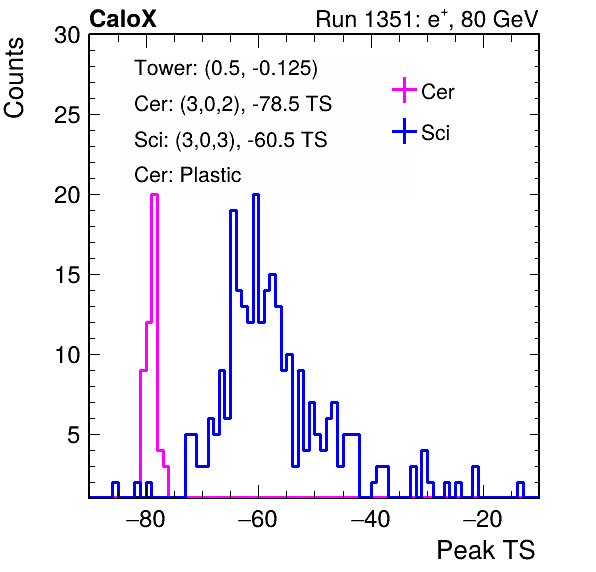 CaloX Run 1351: e⁺, 80 GeV
Counts
30
25
20
15
10
5
Tower: (0.5, -0.125)
Cer: (3,0,2), -78.5 TS
Sci: (3,0,3), -60.5 TS
Cer: Plastic
Cer
Sci
−80 −60 −40 −20
Peak TS